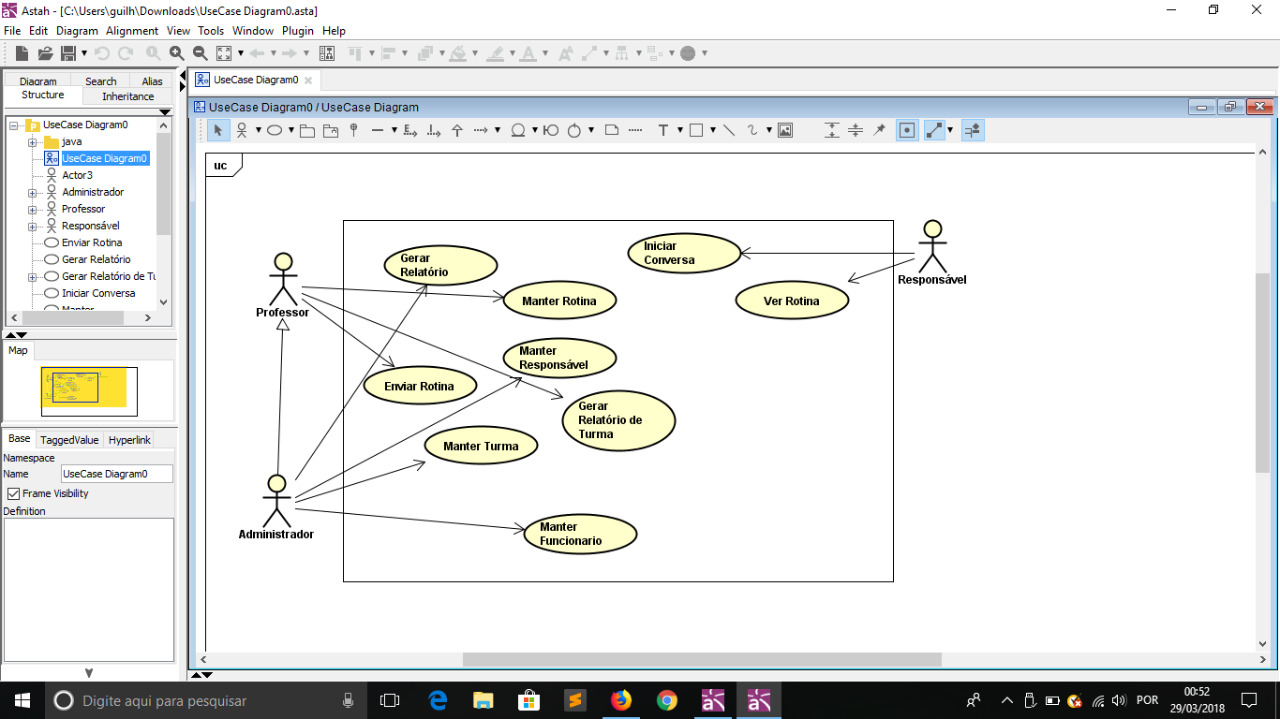 Astah - [C:\Users\guilh\Downloads\UseCase Diagram0.asta]
File Edit Diagram Alignment View Tools Window Plugin Help
Diagram Search Alias
Structure Inheritance
UseCase Diagram0
java
UseCase Diagram0
Actor3
Administrador
Professor
Responsável
Enviar Rotina
Gerar Relatório
Gerar Relatório de Tu
Iniciar Conversa
Manter
Map
Base TaggedValue Hyperlink
Namespace
Name UseCase Diagram0
Frame Visibility
Definition
UseCase Diagram0
UseCase Diagram0 / UseCase Diagram
T
uc
Gerar
Relatório
Iniciar
Conversa
Responsável
Professor
Manter Rotina
Ver Rotina
Manter
Responsável
Enviar Rotina
Gerar
Relatório de
Turma
Manter Turma
Administrador
Manter
Funcionario
Digite aqui para pesquisar
POR
00:52
29/03/2018